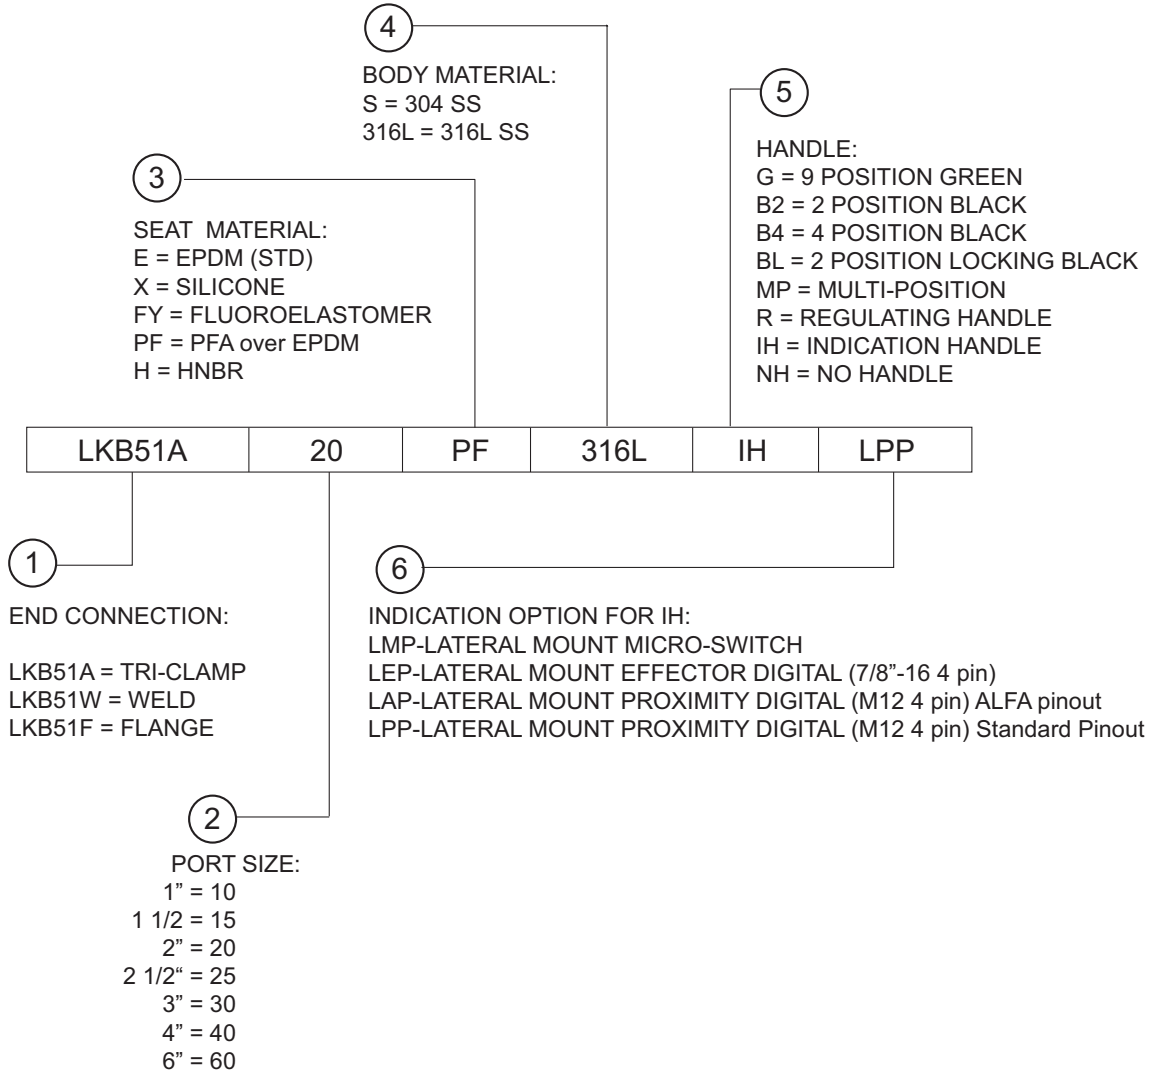 4
BODY MATERIAL:
S = 304 SS
316L = 316L SS
5
HANDLE:
G = 9 POSITION GREEN
B2 = 2 POSITION BLACK
B4 = 4 POSITION BLACK
BL = 2 POSITION LOCKING BLACK
MP = MULTI-POSITION
R = REGULATING HANDLE
IH = INDICATION HANDLE
NH = NO HANDLE
3
SEAT MATERIAL:
E = EPDM (STD)
X = SILICONE
FY = FLUOROELASTOMER
PF = PFA over EPDM
H = HNBR
LKB51A 20 PF 316L IH LPP
1
END CONNECTION:
LKB51A = TRI-CLAMP
LKB51W = WELD
LKB51F = FLANGE
6
INDICATION OPTION FOR IH:
LMP-LATERAL MOUNT MICRO-SWITCH
LEP-LATERAL MOUNT EFFECTOR DIGITAL (7/8”-16 4 pin)
LAP-LATERAL MOUNT PROXIMITY DIGITAL (M12 4 pin) ALFA pinout
LPP-LATERAL MOUNT PROXIMITY DIGITAL (M12 4 pin) Standard Pinout
2
PORT SIZE:
1” = 10
1 1/2 = 15
2” = 20
2 1/2“ = 25
3” = 30
4” = 40
6” = 60